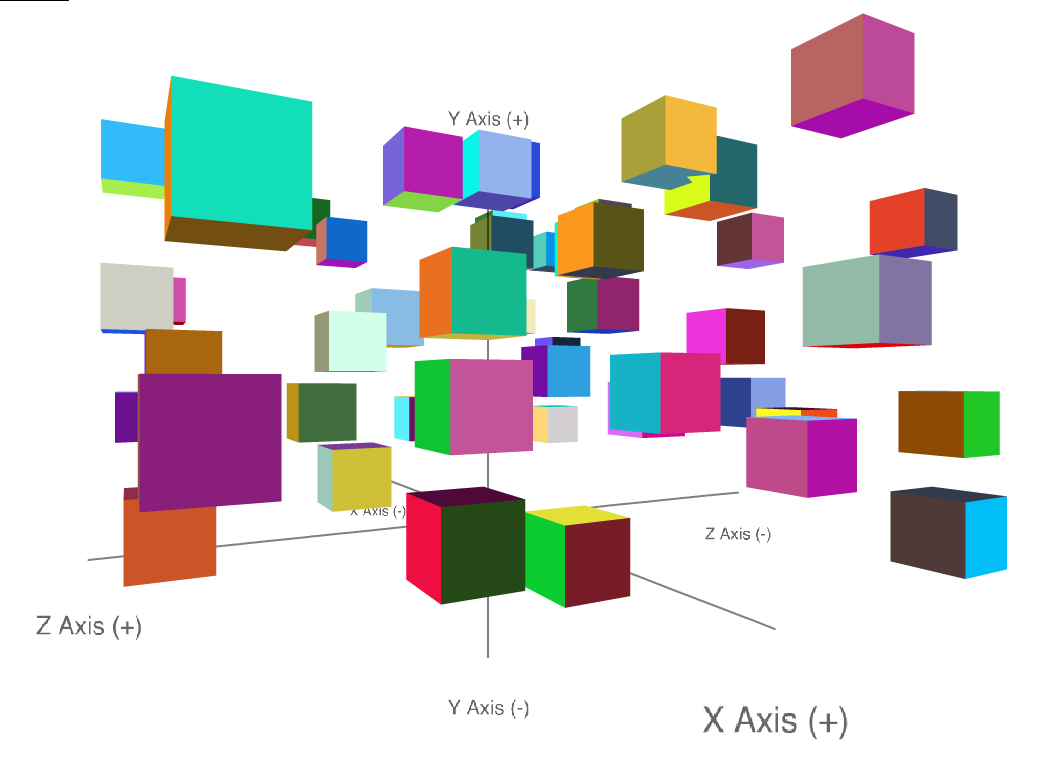 Y Axis (+)
X Axis (-)
Z Axis (-)
Z Axis (+)
Y Axis (-)
X Axis (+)